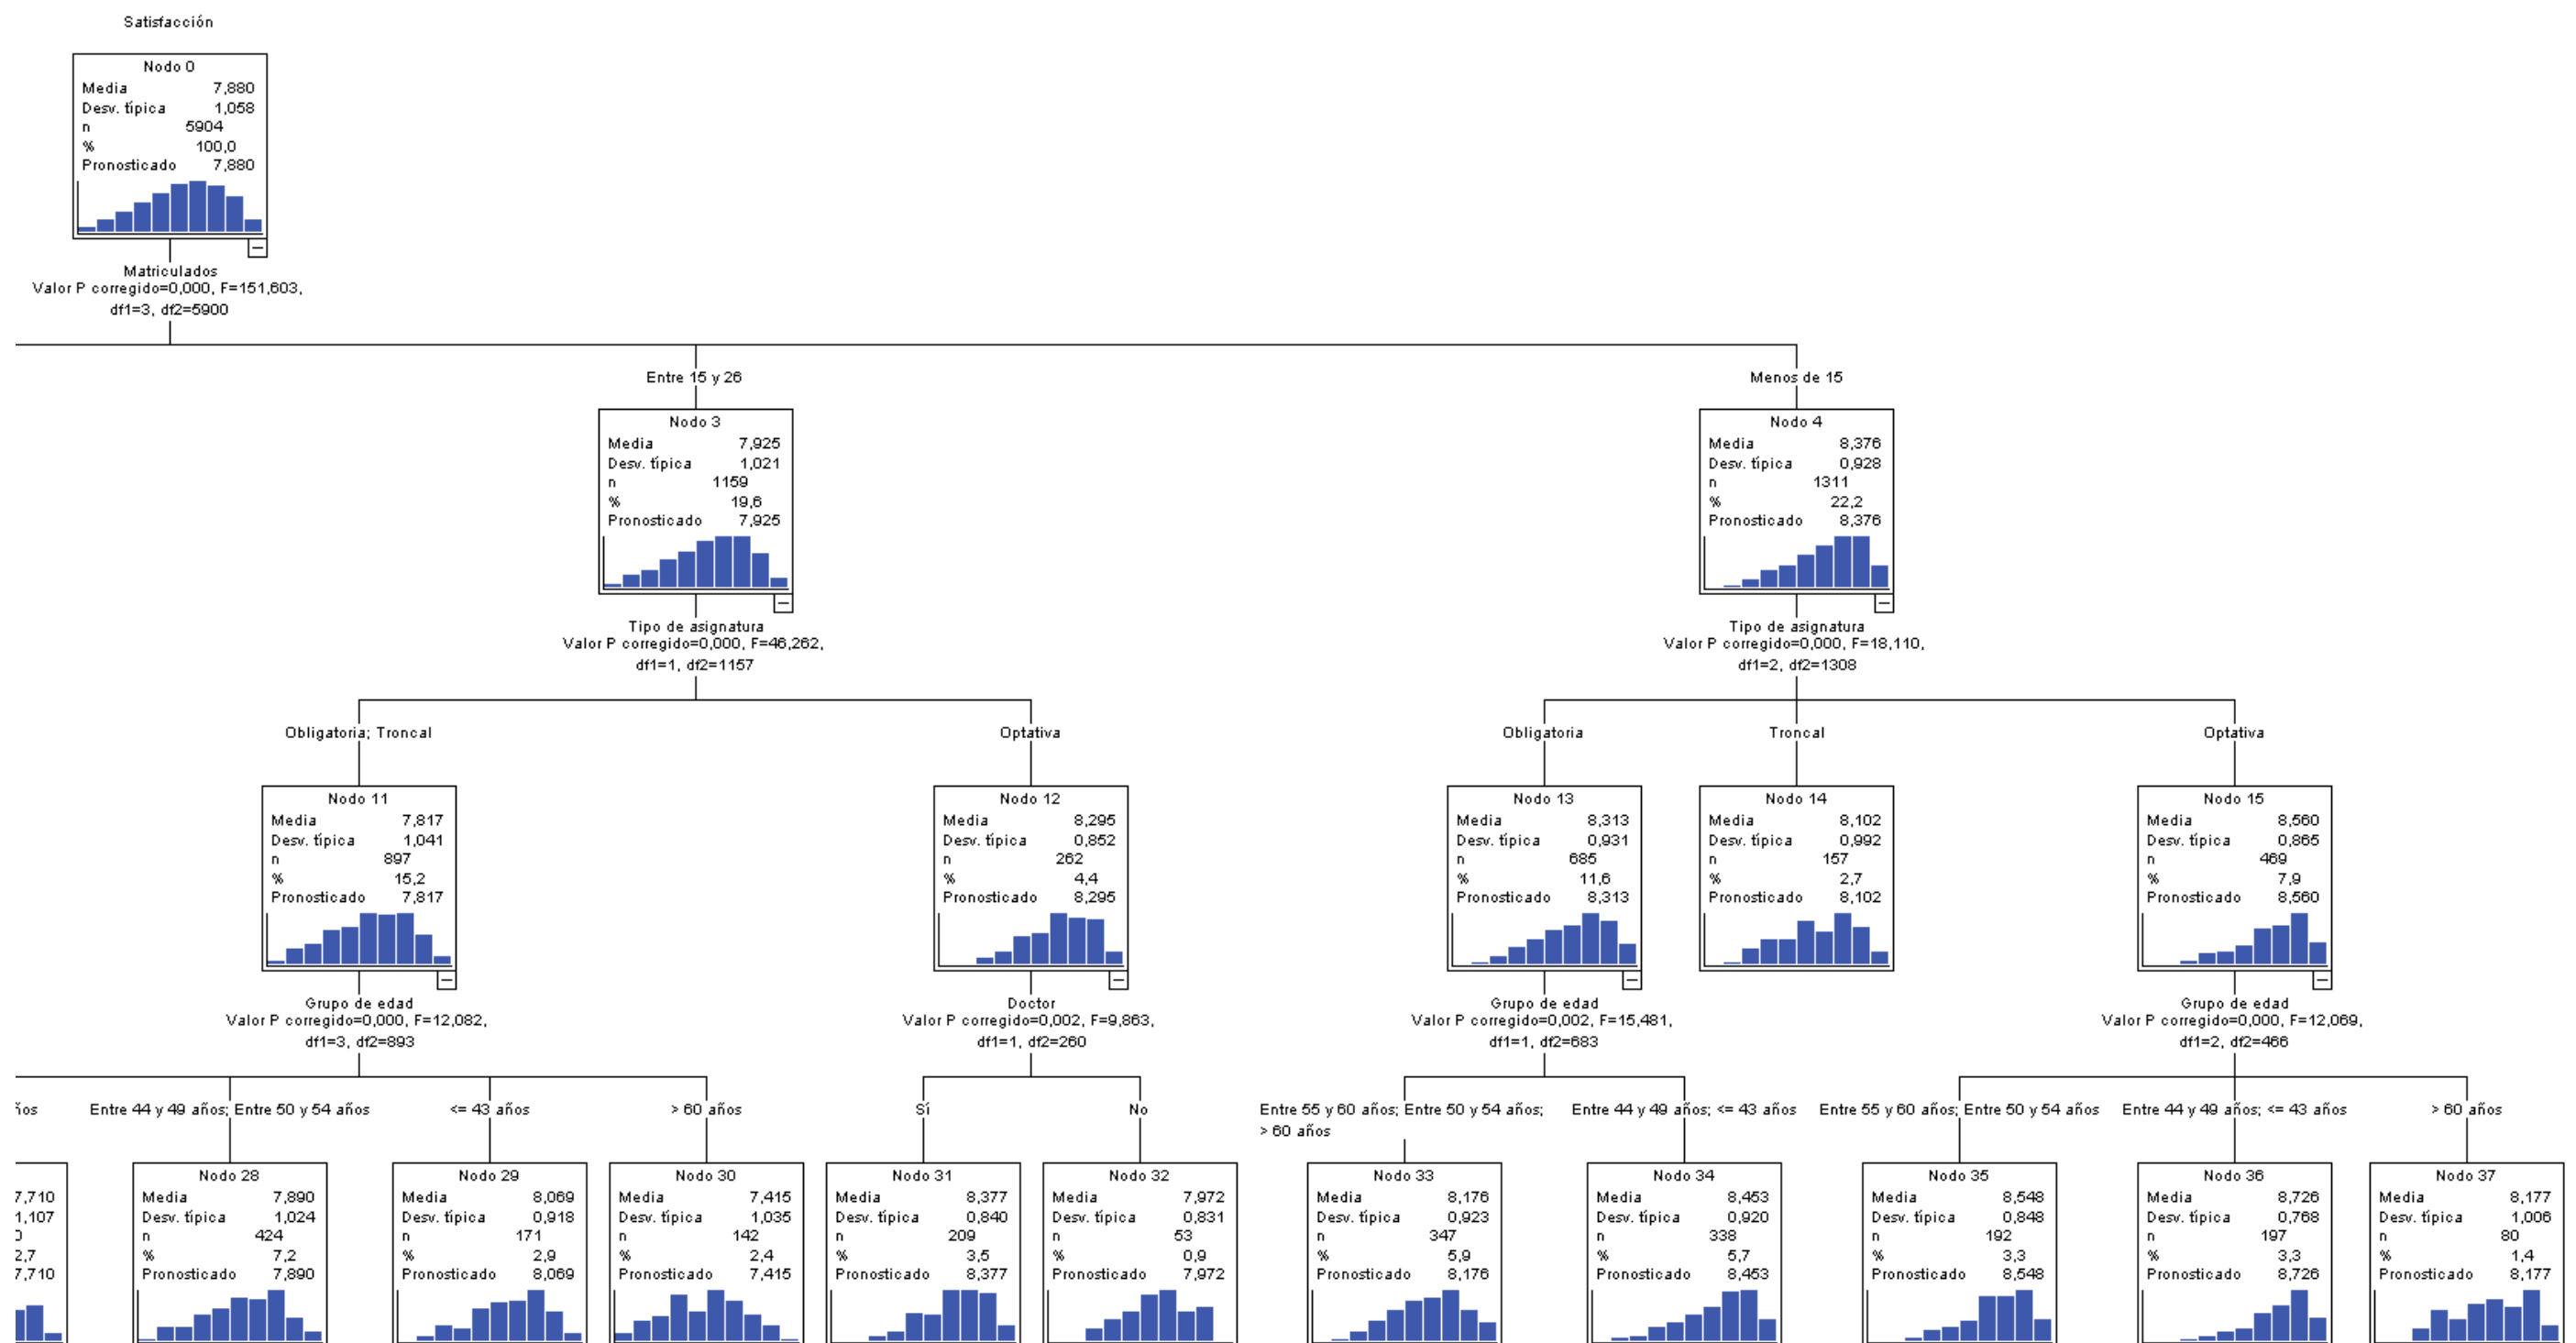 Satisfacción
Nodo 0
Media 7,880
Desv. típica 1,058
n 5904
% 100,0
Pronosticado 7,880
Matriculados
Valor P corregido=0,000, F=151,603,
df1=3, df2=5900
Entre 15 y 26
Nodo 3
Media 7,925
Desv. típica 1,021
n 1159
% 19,6
Pronosticado 7,925
Tipo de asignatura
Valor P corregido=0,000, F=46,262,
df1=1, df2=1157
Menos de 15
Nodo 4
Media 8,376
Desv. típica 0,928
n 1311
% 22,2
Pronosticado 8,376
Tipo de asignatura
Valor P corregido=0,000, F=18,110,
df1=2, df2=1308
Obligatoria; Troncal
Nodo 11
Media 7,817
Desv. típica 1,041
n 897
% 15,2
Pronosticado 7,817
Grupo de edad
Valor P corregido=0,000, F=12,082,
df1=3, df2=893
Optativa
Nodo 12
Media 8,295
Desv. típica 0,852
n 262
% 4,4
Pronosticado 8,295
Doctor
Valor P corregido=0,002, F=9,863,
df1=1, df2=260
Obligatoria
Nodo 13
Media 8,313
Desv. típica 0,931
n 685
% 11,6
Pronosticado 8,313
Grupo de edad
Valor P corregido=0,002, F=15,481,
df1=1, df2=683
Troncal
Nodo 14
Media 8,102
Desv. típica 0,992
n 157
% 2,7
Pronosticado 8,102
Optativa
Nodo 15
Media 8,560
Desv. típica 0,865
n 469
% 7,9
Pronosticado 8,560
Grupo de edad
Valor P corregido=0,000, F=12,069,
df1=2, df2=466
ños
7,710
1,107
0
2,7
7,710
Entre 44 y 49 años; Entre 50 y 54 años
Nodo 28
Media 7,890
Desv. típica 1,024
n 424
% 7,2
Pronosticado 7,890
<= 43 años
Nodo 29
Media 8,069
Desv. típica 0,918
n 171
% 2,9
Pronosticado 8,069
> 60 años
Nodo 30
Media 7,415
Desv. típica 1,035
n 142
% 2,4
Pronosticado 7,415
Sí
Nodo 31
Media 8,377
Desv. típica 0,840
n 209
% 3,5
Pronosticado 8,377
No
Nodo 32
Media 7,972
Desv. típica 0,831
n 53
% 0,9
Pronosticado 7,972
Entre 55 y 60 años; Entre 50 y 54 años;
> 60 años
Nodo 33
Media 8,176
Desv. típica 0,923
n 347
% 5,9
Pronosticado 8,176
Entre 44 y 49 años; <= 43 años
Nodo 34
Media 8,453
Desv. típica 0,920
n 338
% 5,7
Pronosticado 8,453
Entre 55 y 60 años; Entre 50 y 54 años
Nodo 35
Media 8,548
Desv. típica 0,848
n 192
% 3,3
Pronosticado 8,548
Entre 44 y 49 años; <= 43 años
Nodo 36
Media 8,726
Desv. típica 0,768
n 197
% 3,3
Pronosticado 8,726
> 60 años
Nodo 37
Media 8,177
Desv. típica 1,006
n 80
% 1,4
Pronosticado 8,177